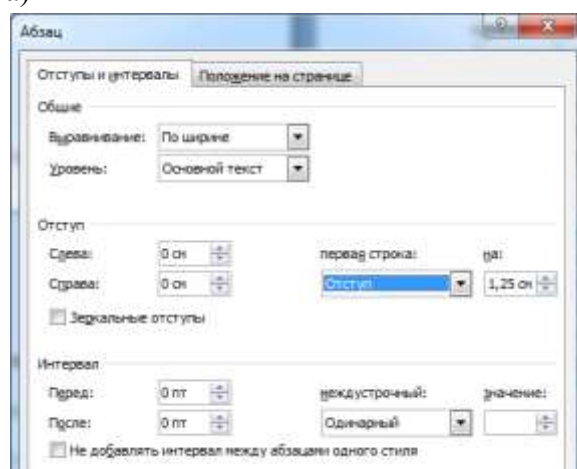 а)
Абзац
Отступы и интервалы Положение на странице
Общие
Выравнивание: По ширине
Уровень: Основной текст
Отступ
Слева: 0 см первая строка: на:
Справа: 0 см Отступ 1,25 см
Зеркальные отступы
Интервал
Перед: 0 пт междустрочный: значение:
После: 0 пт Одинарный
Не добавлять интервал между абзацами одного стиля